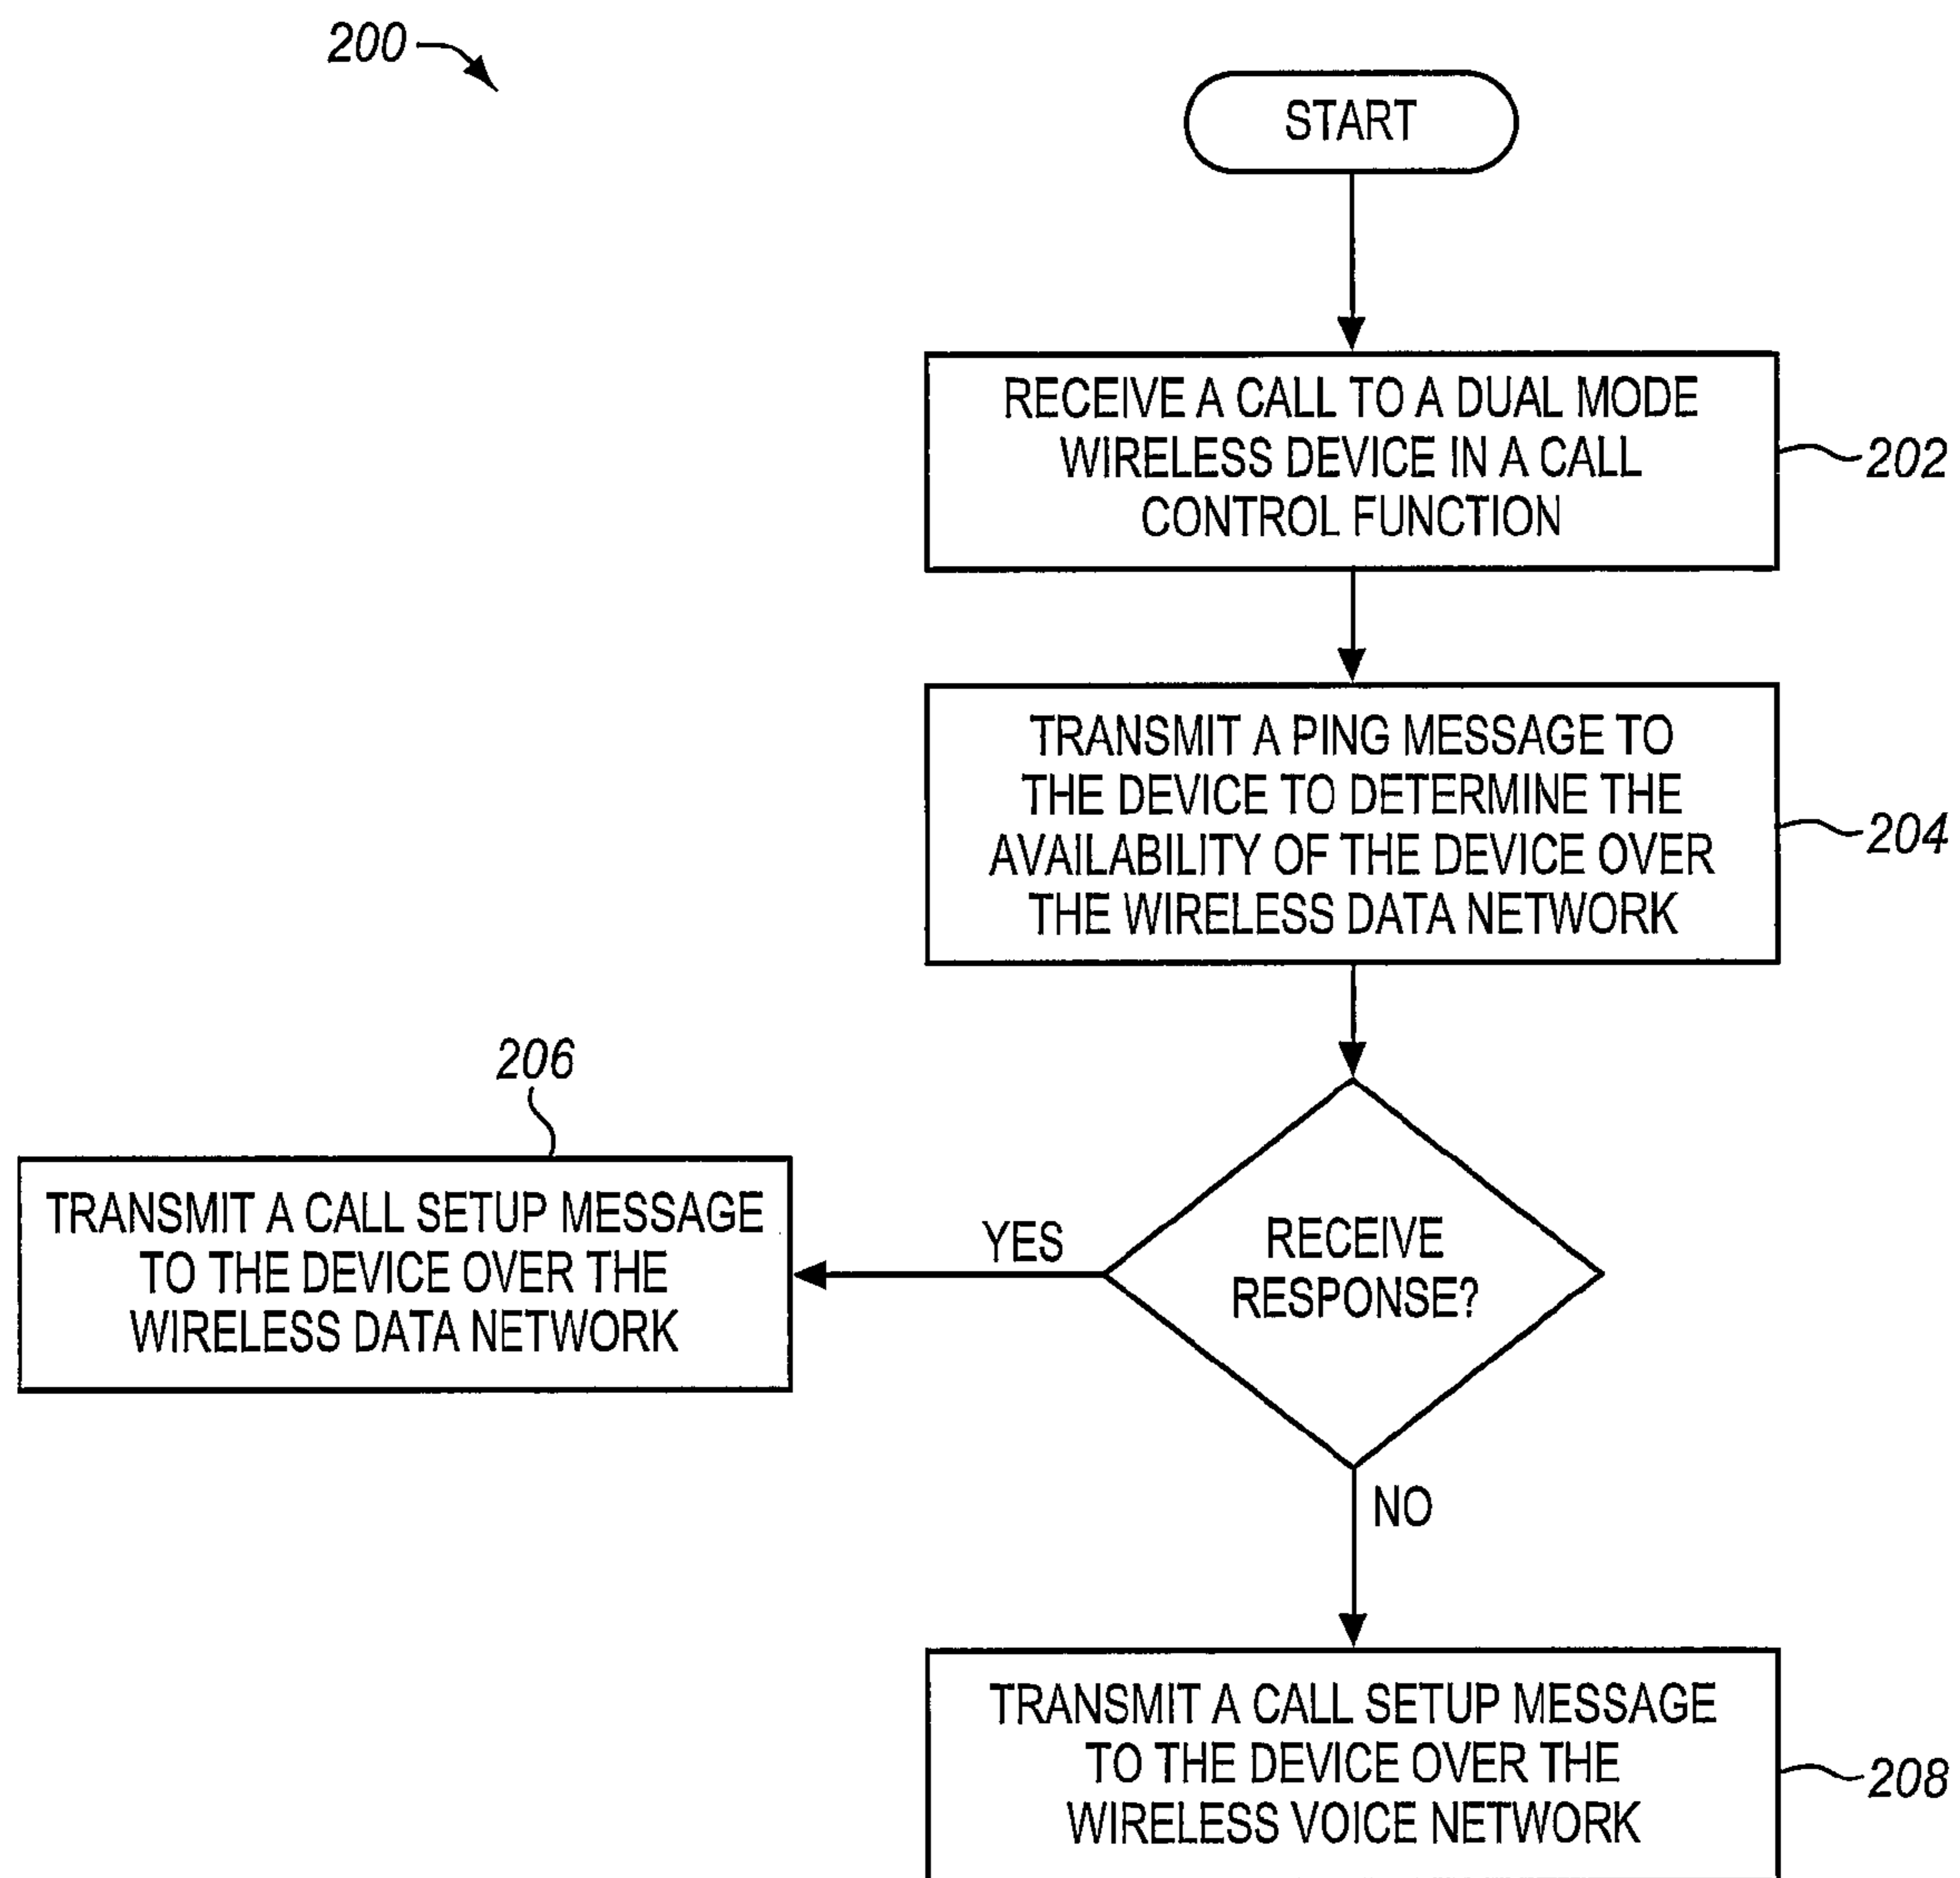 200
START
RECEIVE A CALL TO A DUAL MODE
WIRELESS DEVICE IN A CALL
CONTROL FUNCTION
202
TRANSMIT A PING MESSAGE TO
THE DEVICE TO DETERMINE THE
AVAILABILITY OF THE DEVICE OVER
THE WIRELESS DATA NETWORK
204
206
TRANSMIT A CALL SETUP MESSAGE
TO THE DEVICE OVER THE
WIRELESS DATA NETWORK
YES
RECEIVE
RESPONSE?
NO
TRANSMIT A CALL SETUP MESSAGE
TO THE DEVICE OVER THE
WIRELESS VOICE NETWORK
208